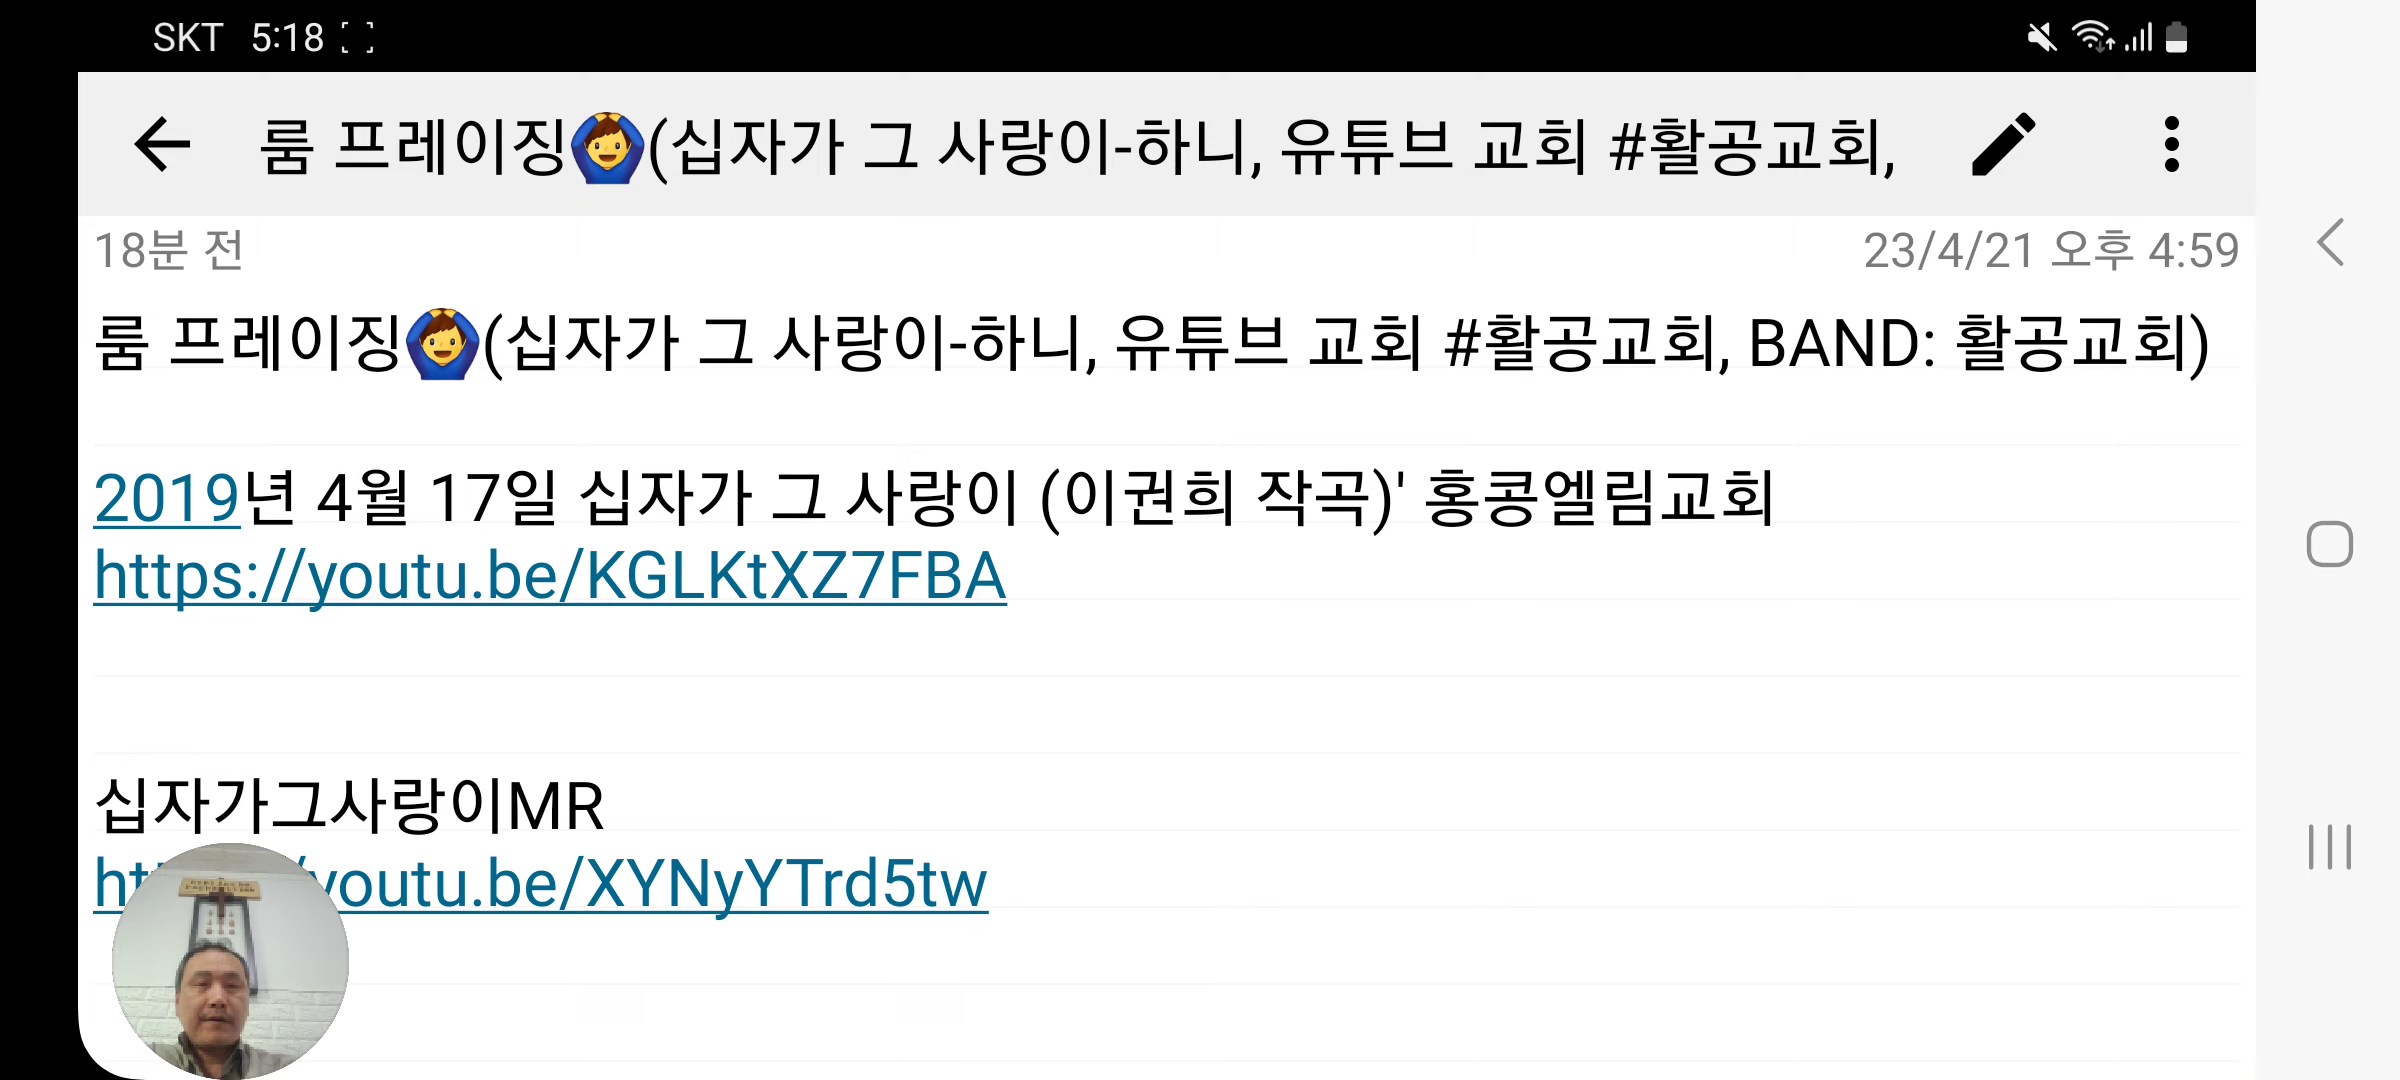 SKT 5:18
룸 프레이징🙆‍♂️(십자가 그 사랑이-하니, 유튜브 교회 #활공교회,
18분 전 23/4/21 오후 4:59
룸 프레이징🙆‍♂️(십자가 그 사랑이-하니, 유튜브 교회 #활공교회, BAND: 활공교회)
2019년 4월 17일 십자가 그 사랑이 (이권희 작곡)' 홍콩엘림교회
https://youtu.be/KGLKtXZ7FBA
십자가그사랑이MR
youtu.be/XYNyYTrd5tw